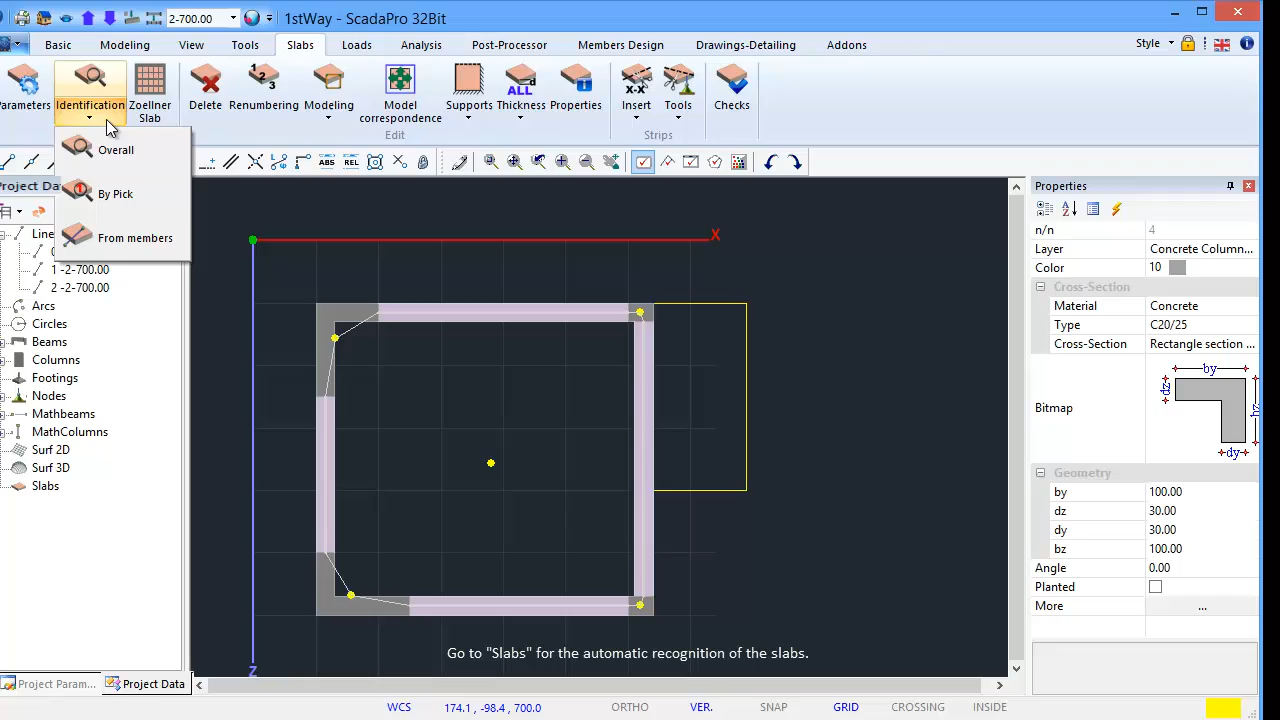 2-700.00
1stWay - ScadaPro 32Bit
Basic
Modeling
View
Tools
Slabs
Loads
Analysis
Post-Processor
Members Design
Drawings-Detailing
Addons
Style
arameters
Identification
Zoellner
Slab
Delete
Renumbering
Modeling
Model
correspondence
Supports
Thickness
Properties
Insert
Tools
Checks
Edit
Strips
Overall
By Pick
From members
ABS
REL
Project Da
Line
1 -2-700.00
2 -2-700.00
Arcs
Circles
Beams
Columns
Footings
Nodes
Mathbeams
MathColumns
Surf 2D
Surf 3D
Slabs
Project Param...
Project Data
X
Z
Go to "Slabs" for the automatic recognition of the slabs.
Properties
n/n 4
Layer Concrete Column...
Color 10
Cross-Section
Material Concrete
Type C20/25
Cross-Section Rectangle section ...
Bitmap
by
dz
bz
dy
Geometry
by 100.00
dz 30.00
dy 30.00
bz 100.00
Angle 0.00
Planted
More ...
WCS
174.1 , -98.4 , 700.0
ORTHO
VER.
SNAP
GRID
CROSSING
INSIDE